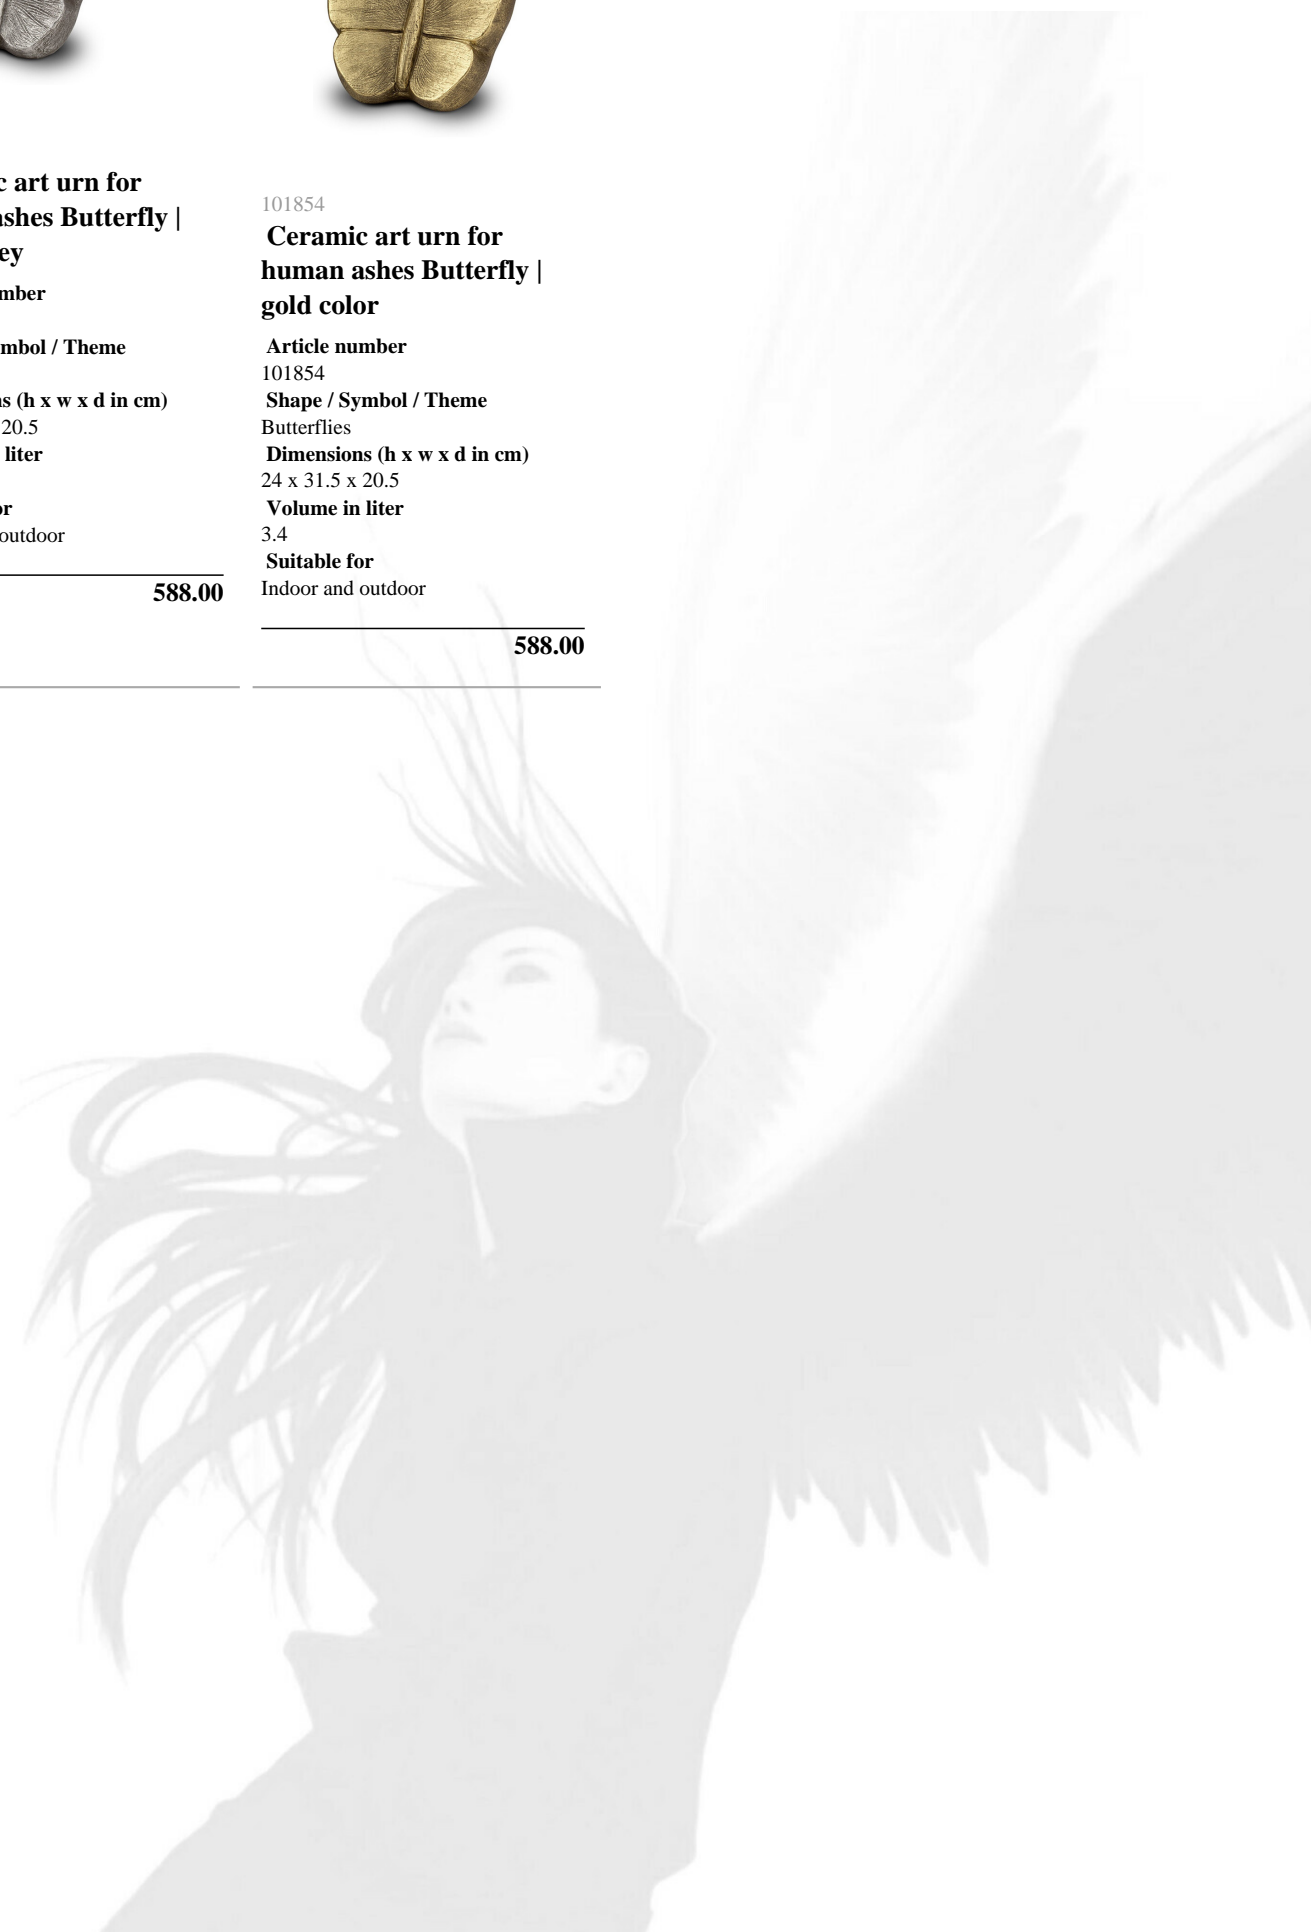 c art urn for
ashes Butterfly |
ey
mber
mbol / Theme
ns (h x w x d in cm)
20.5
liter
or
outdoor
588.00
101854
Ceramic art urn for
human ashes Butterfly |
gold color
Article number
101854
Shape / Symbol / Theme
Butterflies
Dimensions (h x w x d in cm)
24 x 31.5 x 20.5
Volume in liter
3.4
Suitable for
Indoor and outdoor
588.00